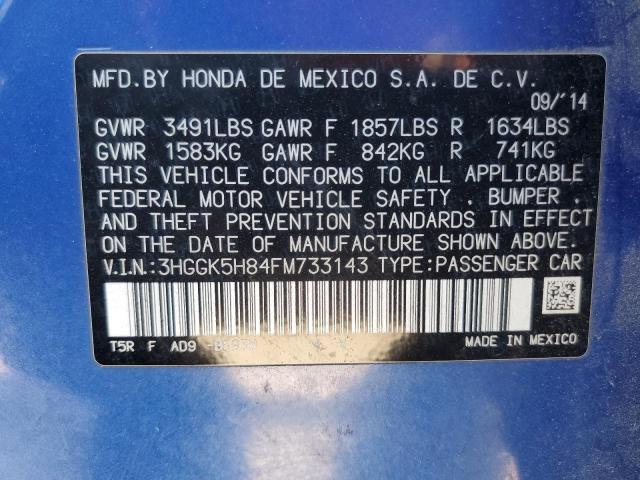 MFD.BY HONDA DE MEXICO S.A. DE C.V.
09/'14
GVWR 3491LBS GAWR F 1857LBS R 1634LBS
GVWR 1583KG GAWR F 842KG R 741KG
THIS VEHICLE CONFORMS TO ALL APPLICABLE
FEDERAL MOTOR VEHICLE SAFETY . BUMPER .
AND THEFT PREVENTION STANDARDS IN EFFECT
ON THE DATE OF MANUFACTURE SHOWN ABOVE.
V.I.N:3HGGK5H84FM733143 TYPE:PASSENGER CAR
T5R F AD9
MADE IN MEXICO